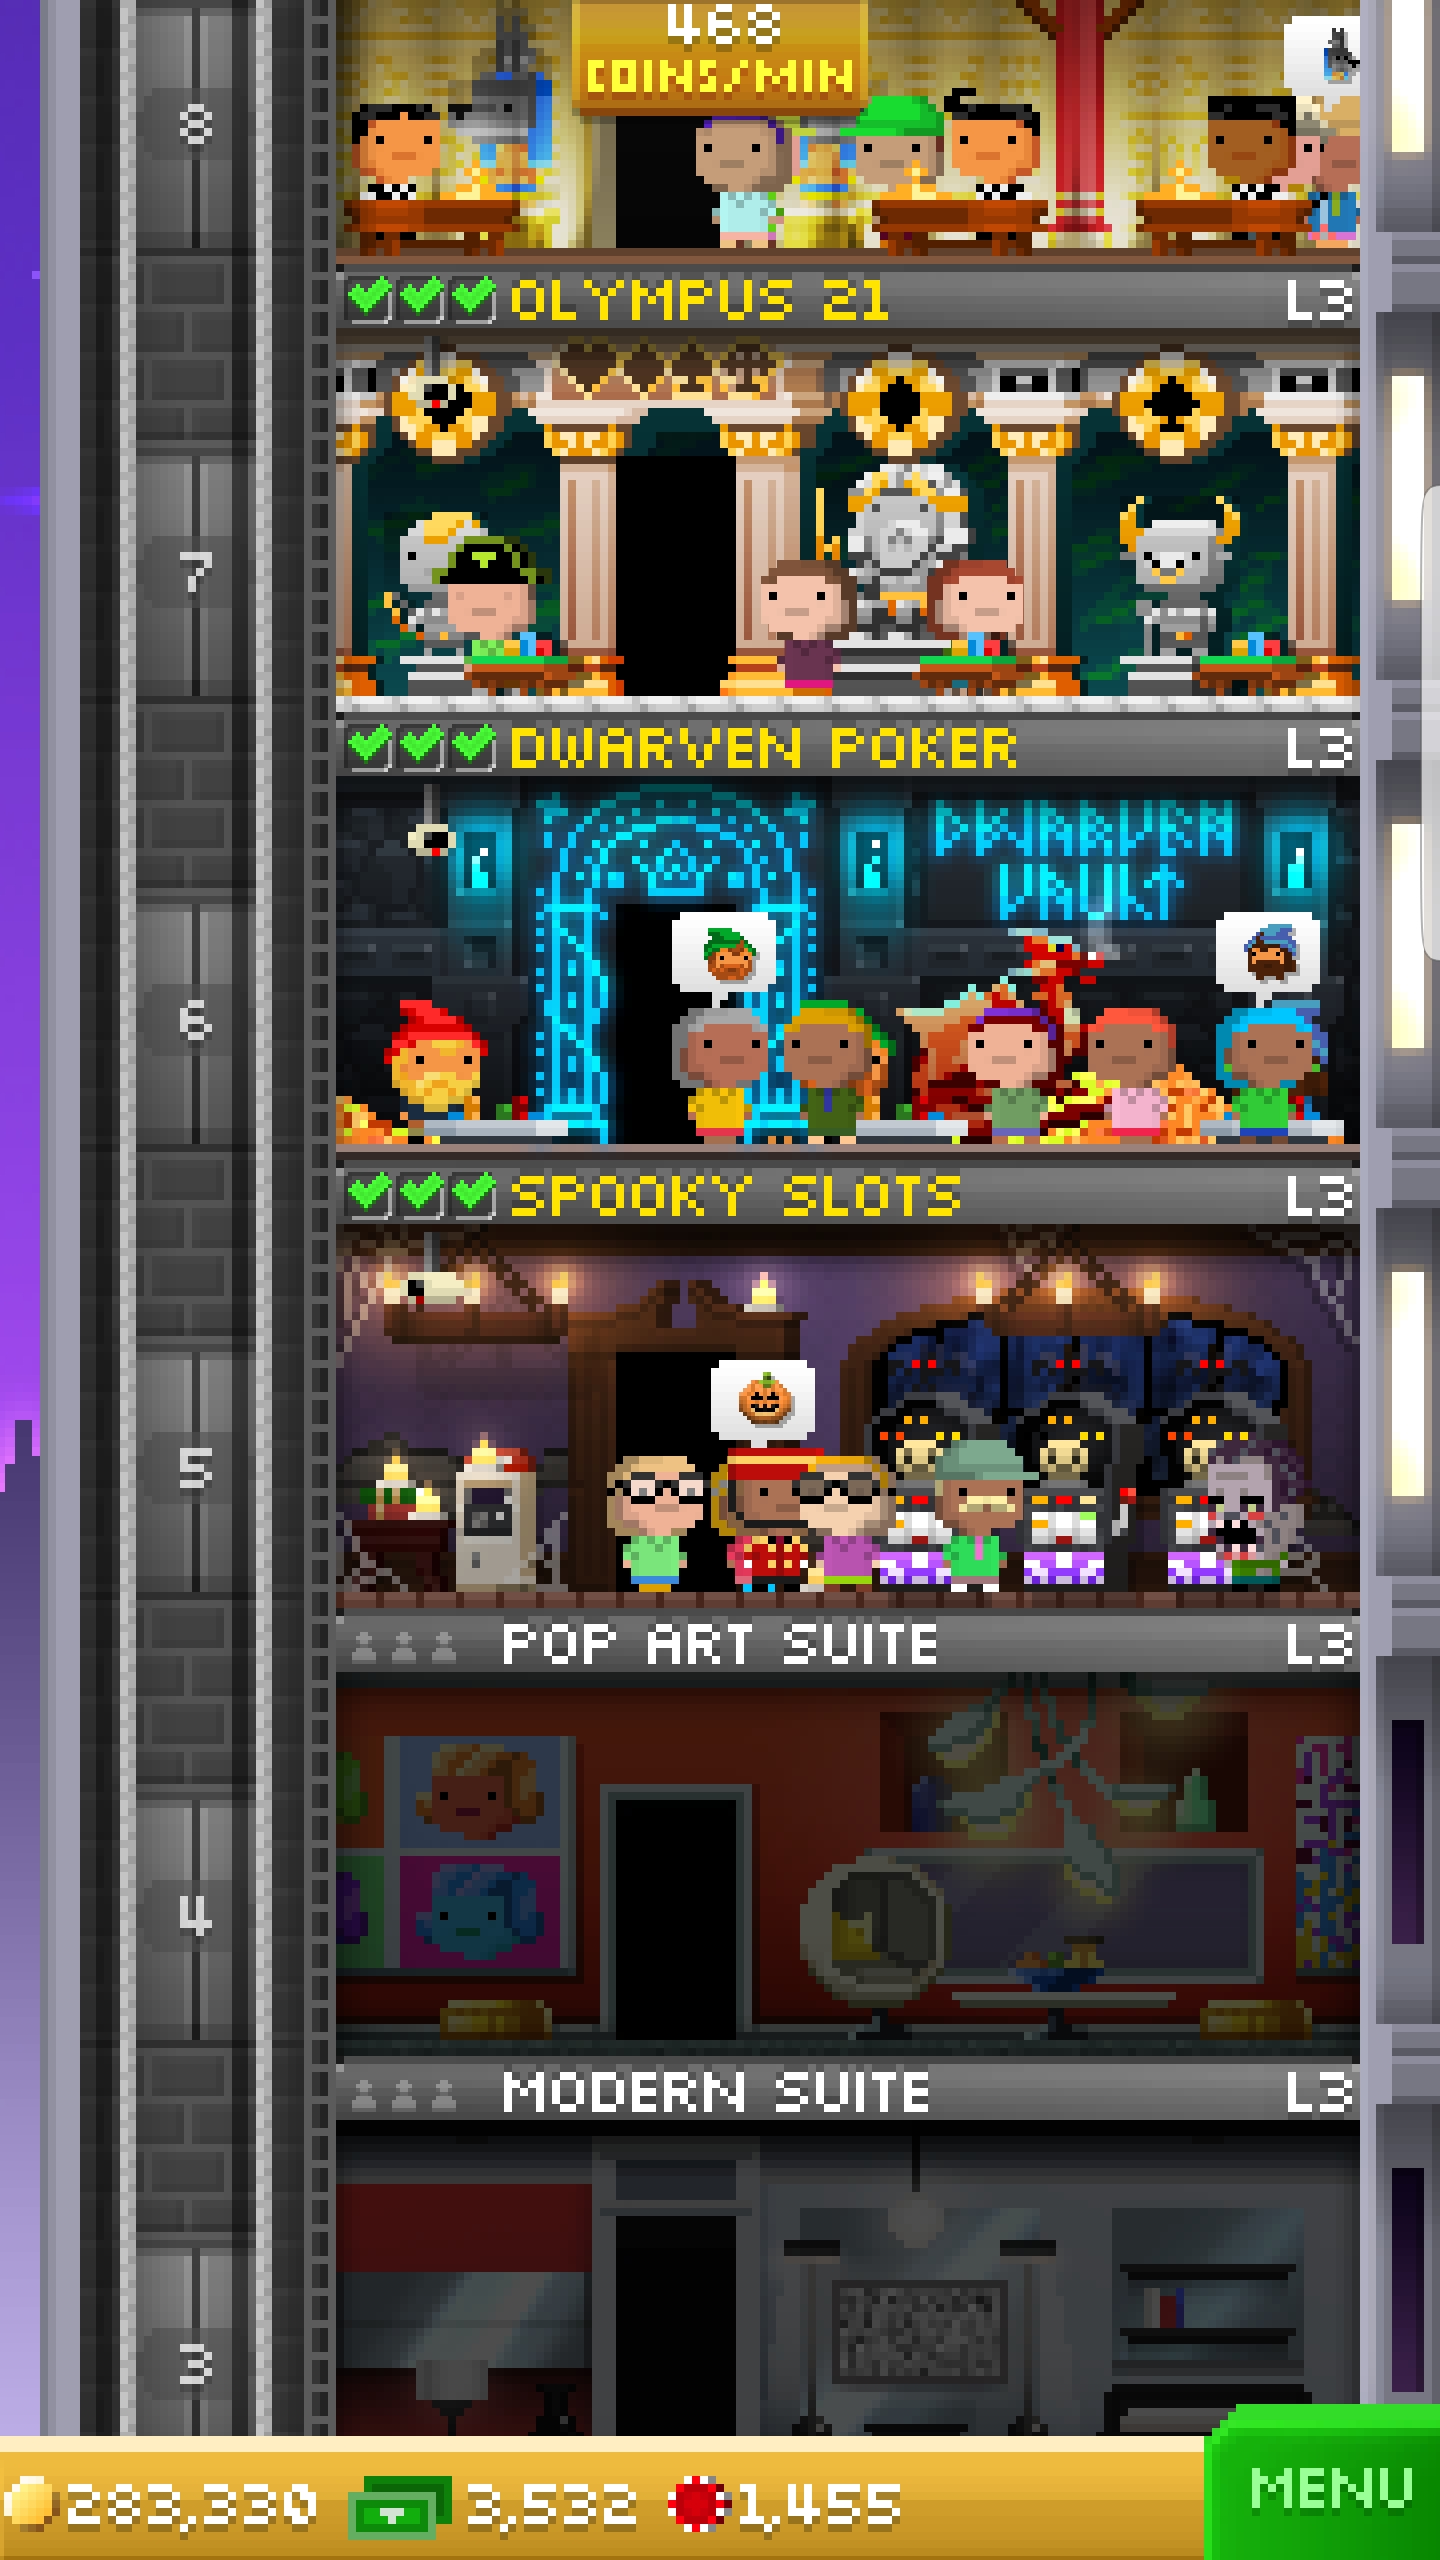 468
COINS/MIN
8
OLYMPUS 21 L3
7
DWARVEN POKER L3
DWARVEN
VAULT
6
SPOOKY SLOTS L3
5
POP ART SUITE L3
4
MODERN SUITE L3
3
283,330 3,532 1,455
MENU